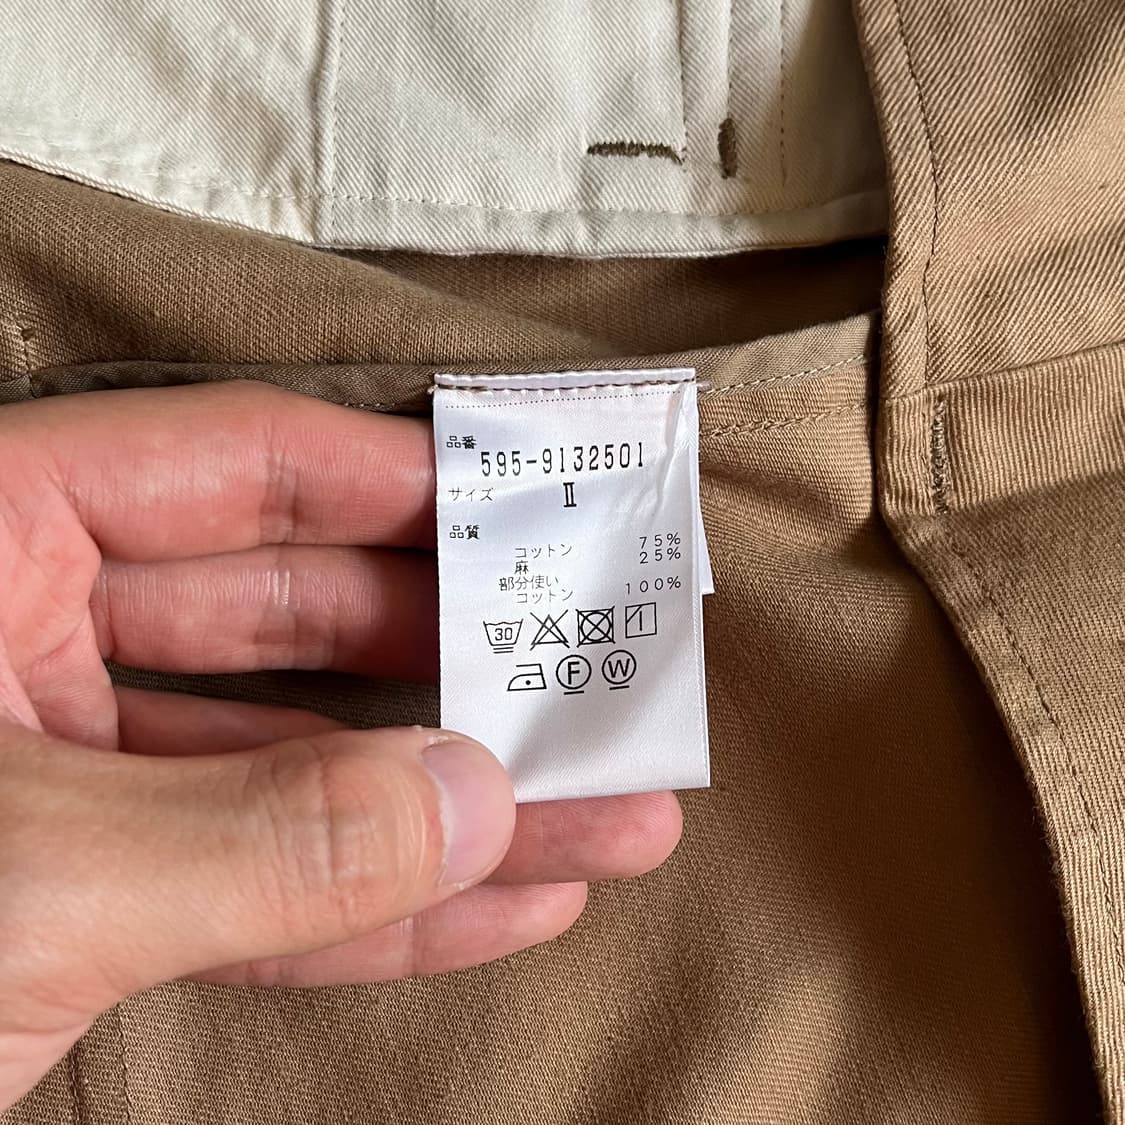 品番
595-9132501
サイズ II
品質
コットン 75%
麻 25%
部分使い
コットン 100%
30
F W